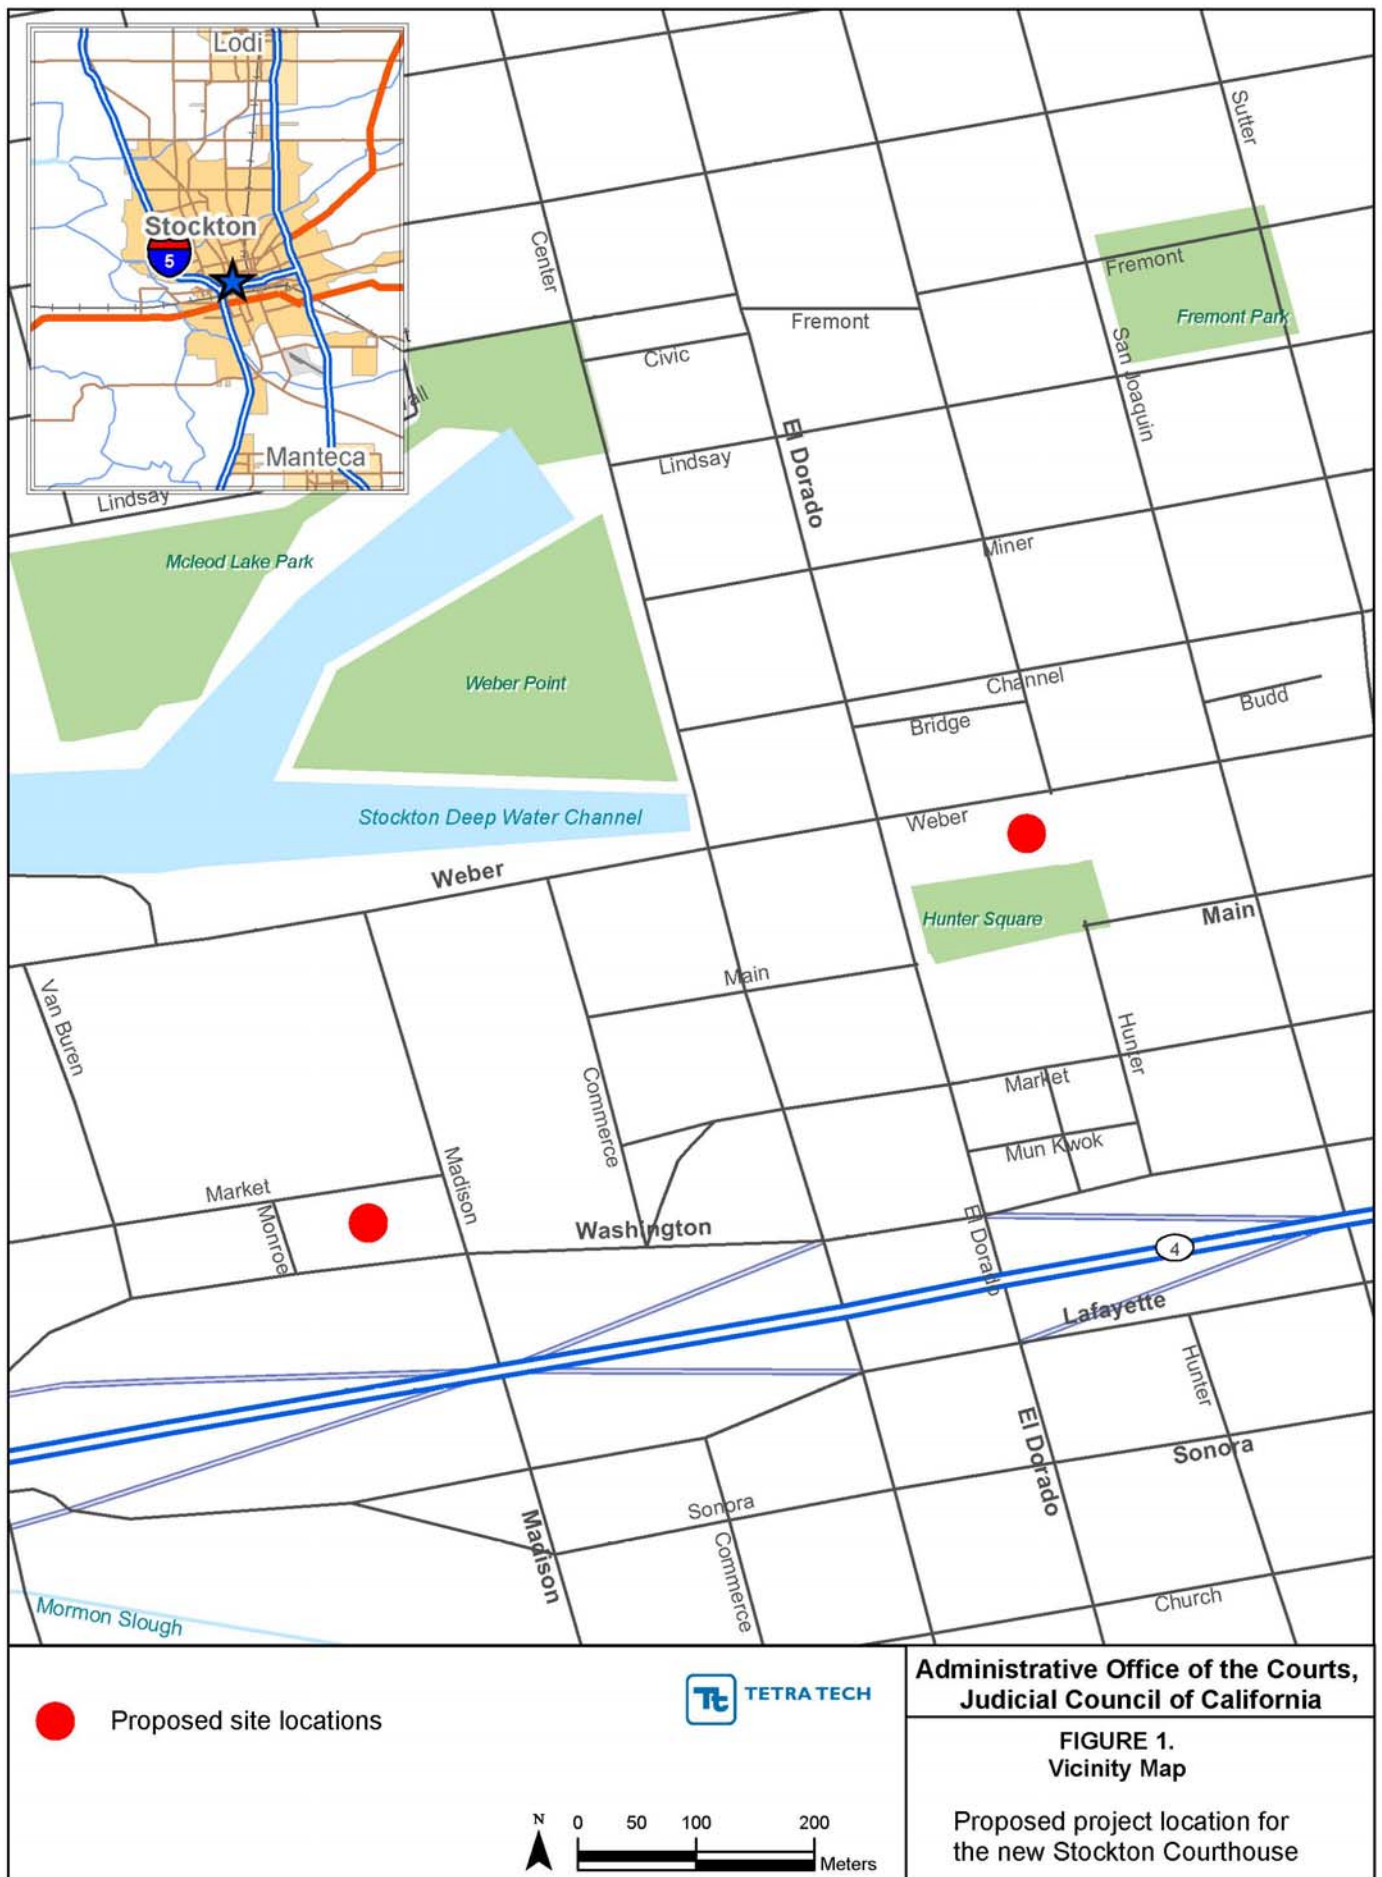 Lodi
Stockton
5
Manteca
Sutter
Center
Fremont
Fremont Park
Fremont
San Joaquin
Civic
El Dorado
Lindsay
Lindsay
Miner
Mcleod Lake Park
Weber Point
Channel
Bridge
Budd
Stockton Deep Water Channel
Weber
Weber
Hunter Square
Main
Main
Van Buren
Hunter
Commerce
Market
Mun Kwok
Madison
Market
Monroe
Washington
El Dorado
4
Lafayette
Hunter
El Dorado
Sonora
Sonora
Madison
Commerce
Church
Mormon Slough
Proposed site locations
Tt
TETRA TECH
N
0 50 100 200
Meters
Administrative Office of the Courts,
Judicial Council of California
FIGURE 1.
Vicinity Map
Proposed project location for
the new Stockton Courthouse